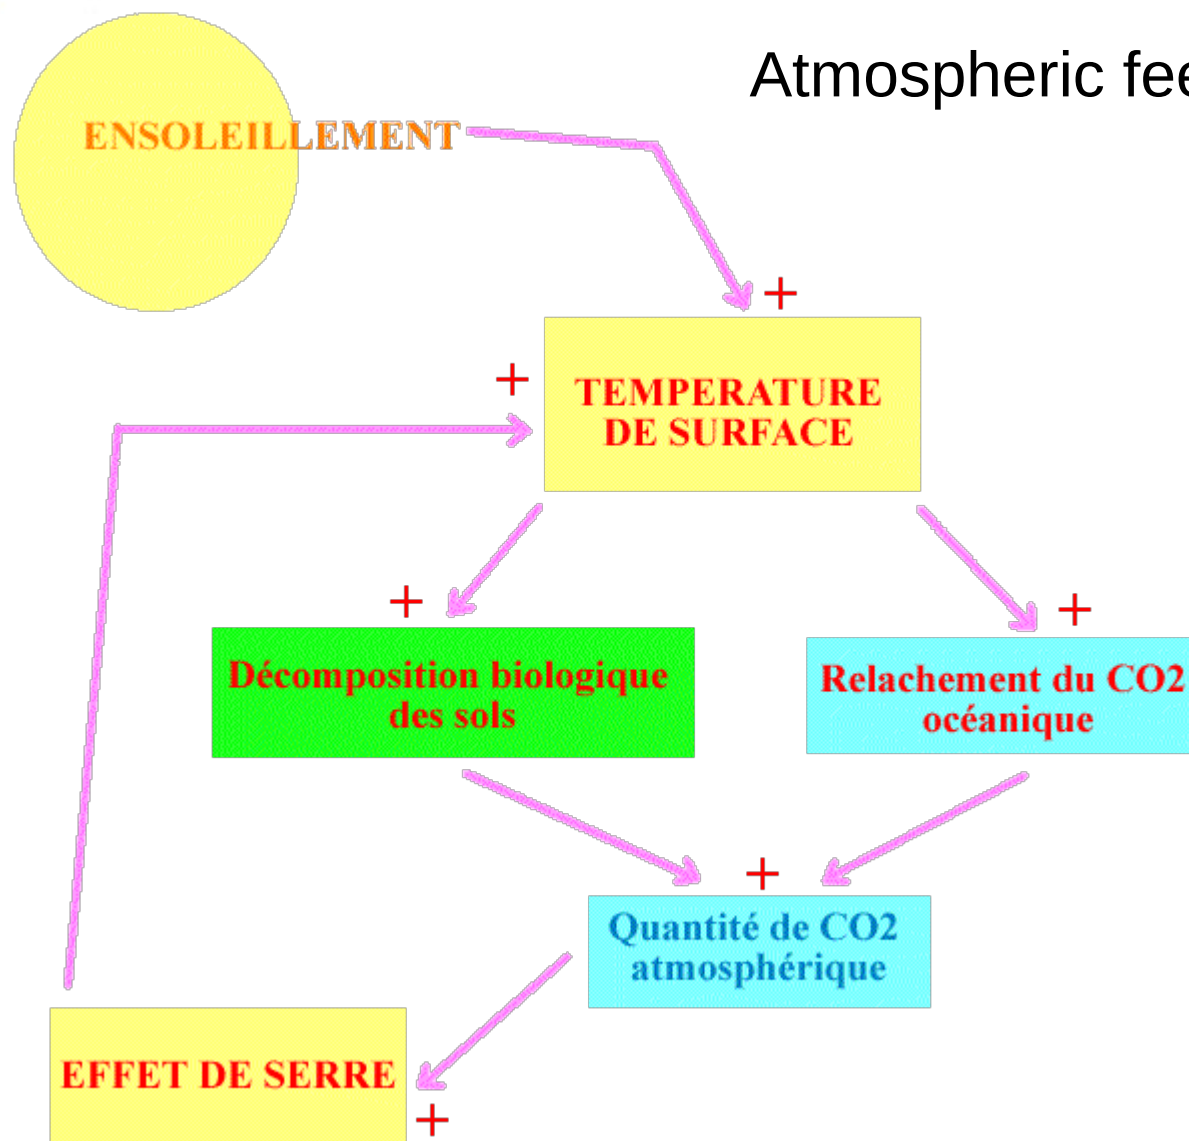 Atmospheric fee
ENSOLEILLEMENT
+
+
TEMPERATURE
DE SURFACE
+
+
Décomposition biologique
des sols
Relachement du CO2
océanique
+
Quantité de CO2
atmosphérique
EFFET DE SERRE
+